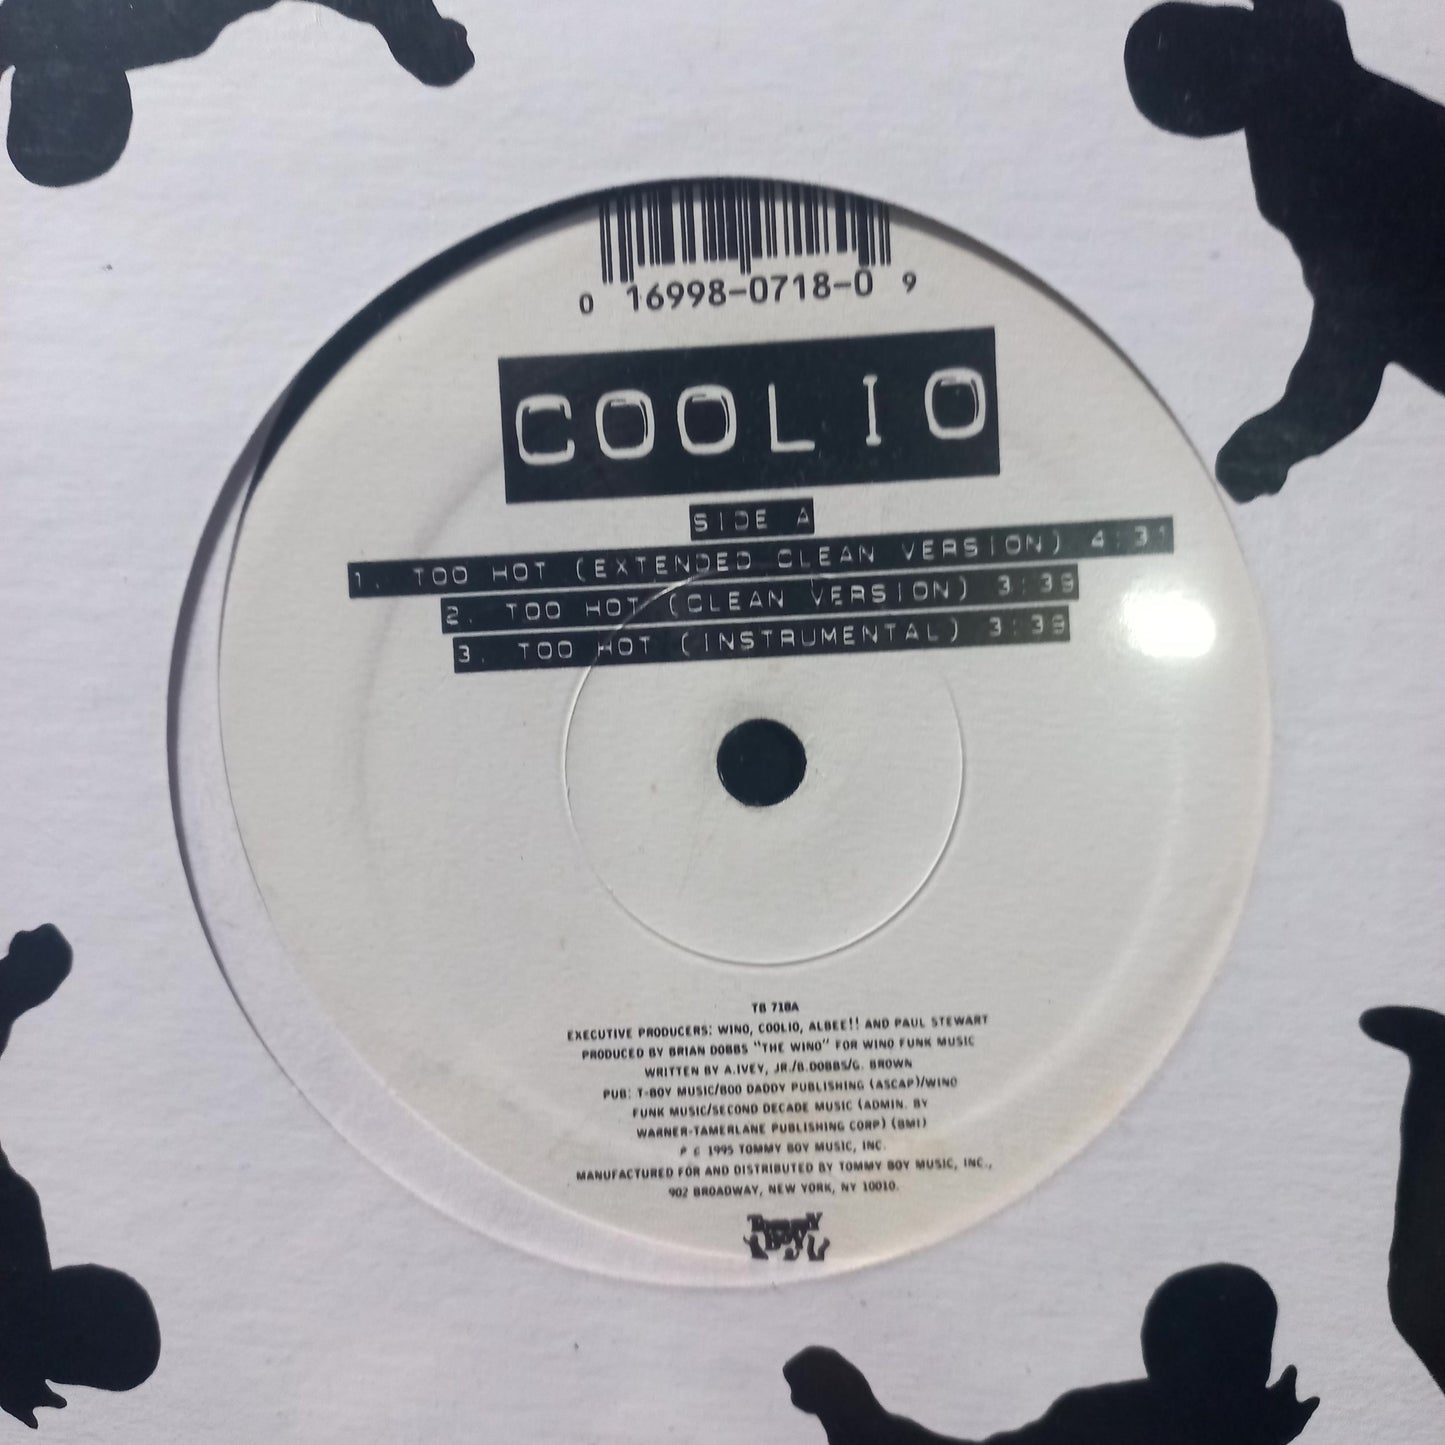 0 16998-0718-0 9
COOLIO
SIDE A
1. TOO HOT (EXTENDED CLEAN VERSION) 4:31
2. TOO HOT (CLEAN VERSION) 3:39
3. TOO HOT (INSTRUMENTAL) 3:39
TB 718A
EXECUTIVE PRODUCERS: WINO, COOLIO, ALBEE!! AND PAUL STEWART
PRODUCED BY BRIAN DOBBS "THE WINO" FOR WINO FUNK MUSIC
WRITTEN BY A.IVEY, JR./B.DOBBS/G. BROWN
PUB: T-BOY MUSIC/BOO DADDY PUBLISHING (ASCAP)/WINO
FUNK MUSIC/SECOND DECADE MUSIC (ADMIN. BY
WARNER-TAMERLANE PUBLISHING CORP) (BMI)
P C 1995 TOMMY BOY MUSIC, INC.
MANUFACTURED FOR AND DISTRIBUTED BY TOMMY BOY MUSIC, INC.,
902 BROADWAY, NEW YORK, NY 10010.
TOMMY
BOY